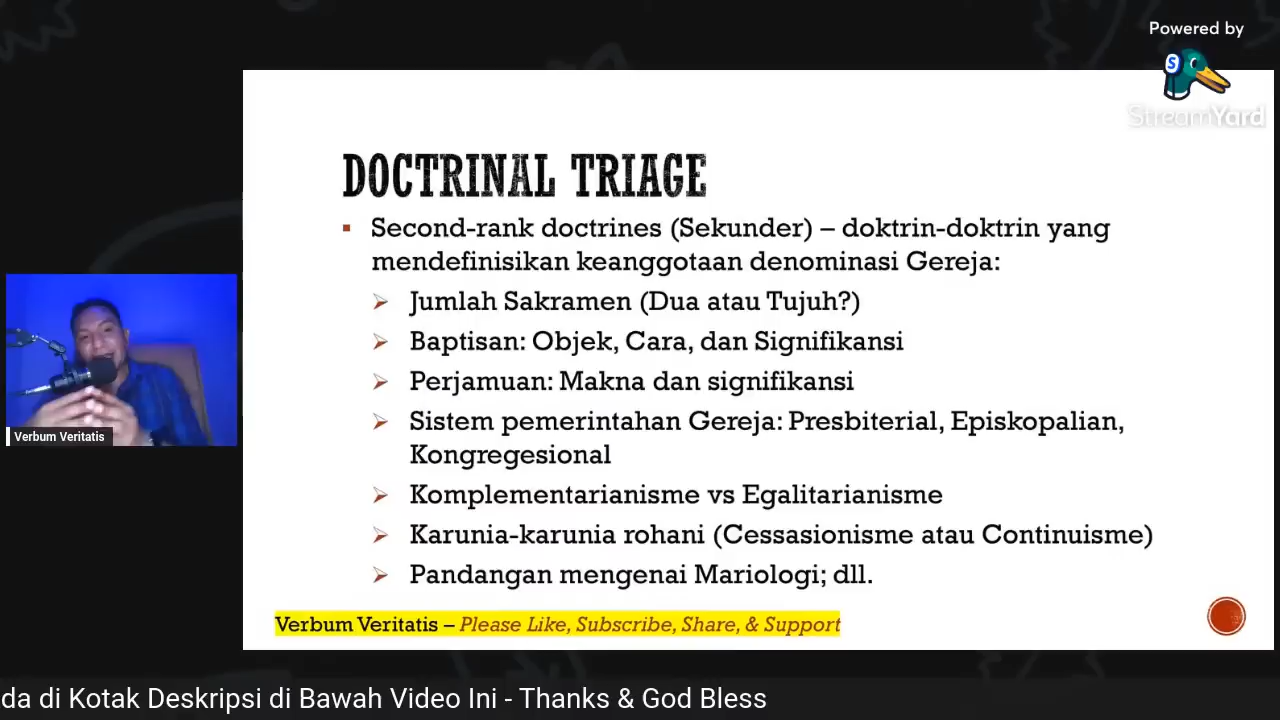 Powered by
StreamYard
DOCTRINAL TRIAGE
Second-rank doctrines (Sekunder) – doktrin-doktrin yang
mendefinisikan keanggotaan denominasi Gereja:
Jumlah Sakramen (Dua atau Tujuh?)
Baptisan: Objek, Cara, dan Signifikansi
Perjamuan: Makna dan signifikansi
Sistem pemerintahan Gereja: Presbiterial, Episkopalian,
Kongregesional
Komplementarianisme vs Egalitarianisme
Karunia-karunia rohani (Cessasionisme atau Continuisme)
Pandangan mengenai Mariologi; dll.
Verbum Veritatis
Verbum Veritatis – Please Like, Subscribe, Share, & Support
da di Kotak Deskripsi di Bawah Video Ini - Thanks & God Bless